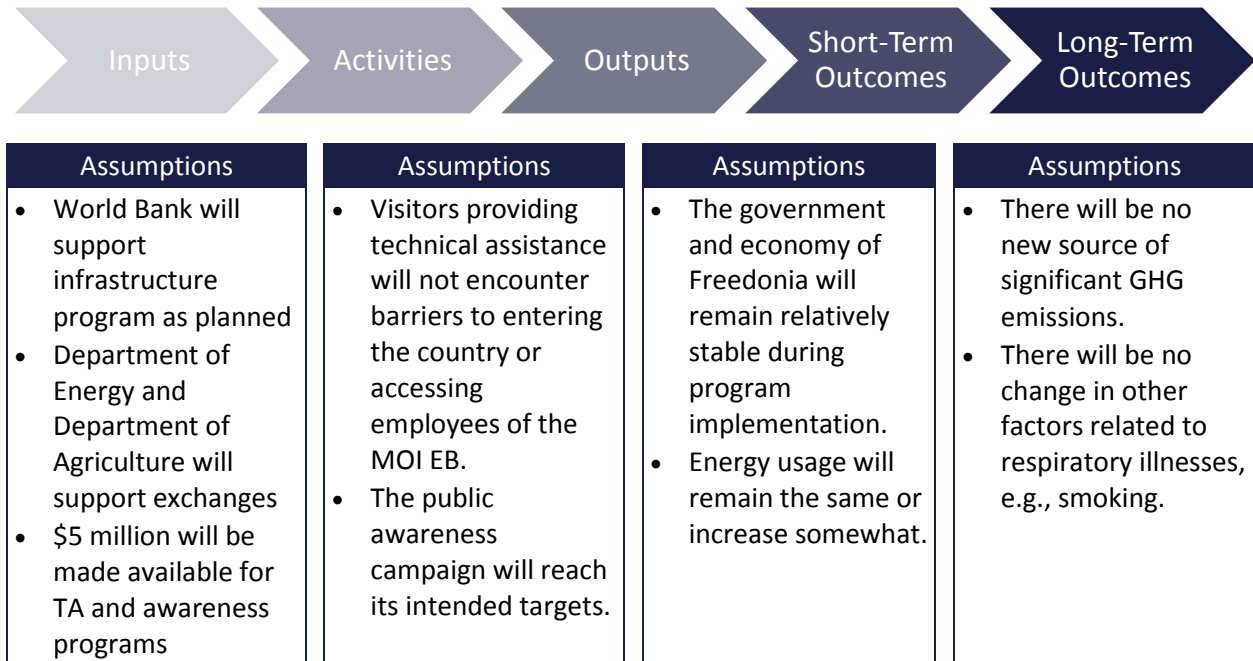 Inputs
Activities
Outputs
Short-Term
Outcomes
Long-Term
Outcomes
Assumptions
• World Bank will
support
infrastructure
program as planned
• Department of
Energy and
Department of
Agriculture will
support exchanges
• $5 million will be
made available for
TA and awareness
programs
Assumptions
• Visitors providing
technical assistance
will not encounter
barriers to entering
the country or
accessing
employees of the
MOI EB.
• The public
awareness
campaign will reach
its intended targets.
Assumptions
• The government
and economy of
Freedonia will
remain relatively
stable during
program
implementation.
• Energy usage will
remain the same or
increase somewhat.
Assumptions
• There will be no
new source of
significant GHG
emissions.
• There will be no
change in other
factors related to
respiratory illnesses,
e.g., smoking.